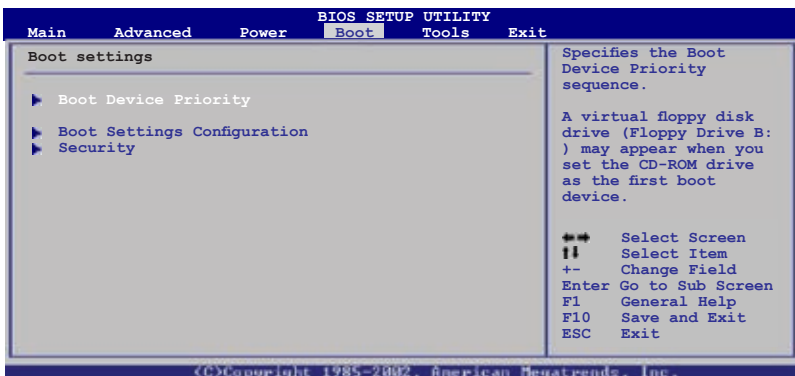 BIOS SETUP UTILITY
Main Advanced Power Boot Tools Exit
Boot settings
Boot Device Priority
Boot Settings Configuration
Security
Specifies the Boot
Device Priority
sequence.
A virtual floppy disk
drive (Floppy Drive B:
) may appear when you
set the CD-ROM drive
as the first boot
device.
Select Screen
Select Item
+- Change Field
Enter Go to Sub Screen
F1 General Help
F10 Save and Exit
ESC Exit
(C)Copyright 1985-2002, American Megatrends, Inc.